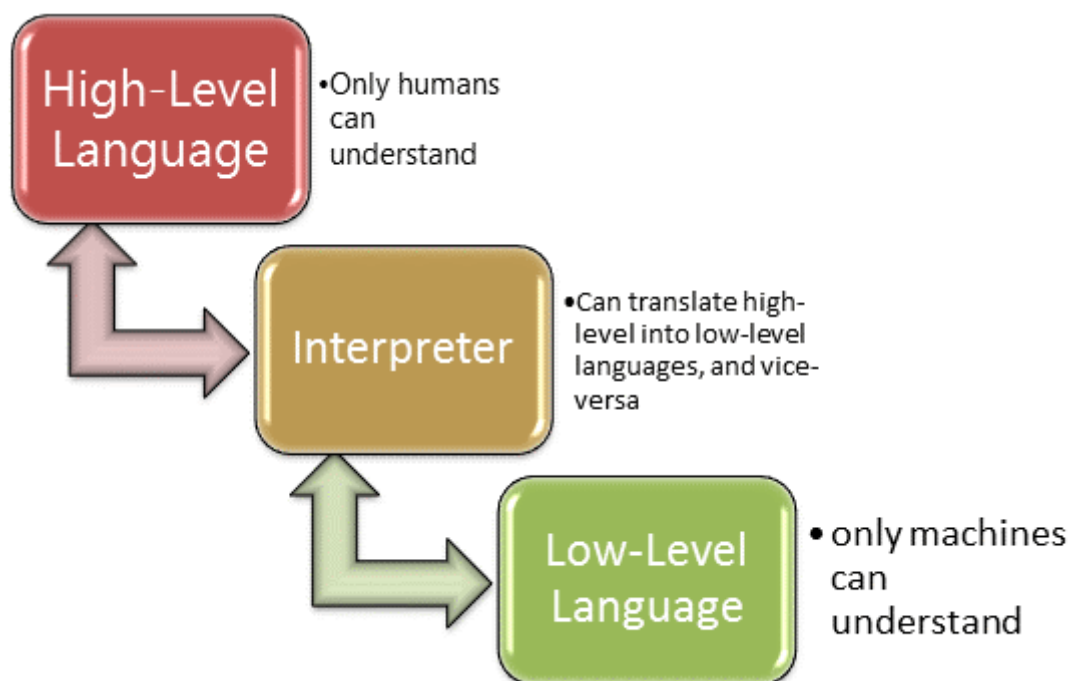 High-Level
Language
•Only humans
can
understand
Interpreter
•Can translate high-
level into low-level
languages, and vice-
versa
Low-Level
Language
• only machines
can
understand